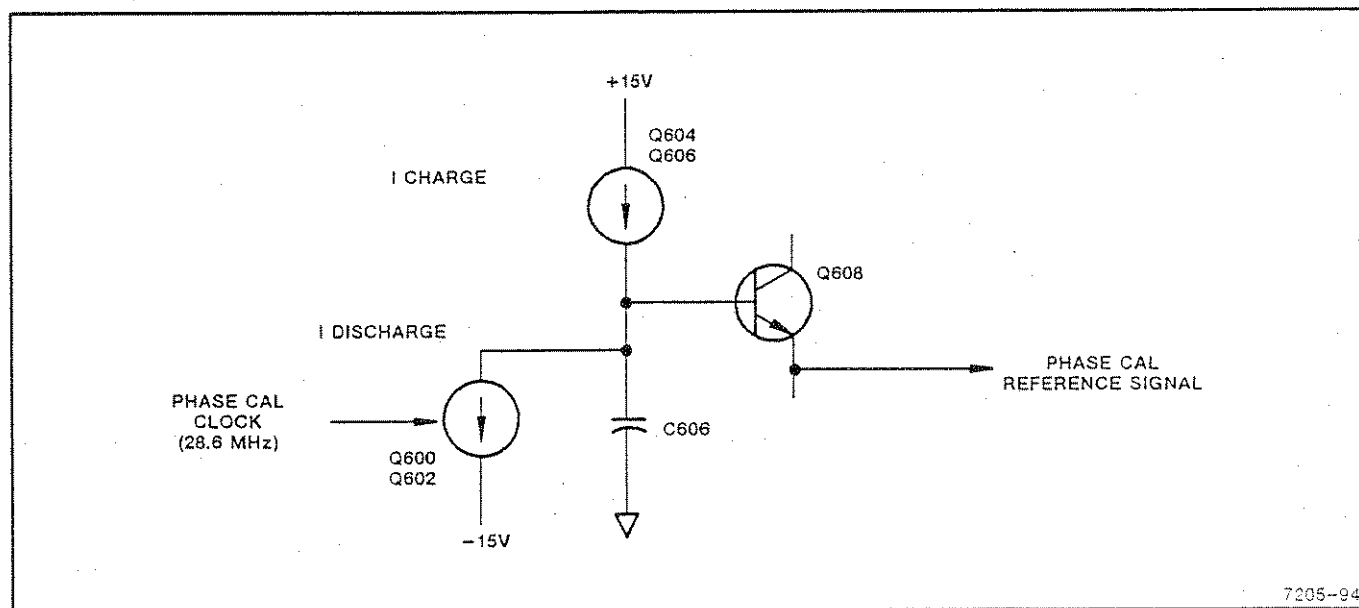 +15V
Q604
Q606
I CHARGE
Q608
I DISCHARGE
PHASE CAL
REFERENCE SIGNAL
PHASE CAL
CLOCK
(28.6 MHz)
C606
Q600
Q602
−15V
7205-94